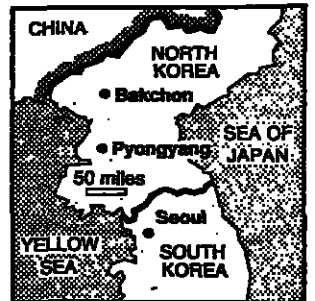 CHINA
NORTH
KOREA
Bakchon
Pyongyang
SEA OF
JAPAN
50 miles
Seoul
YELLOW
SEA
SOUTH
KOREA